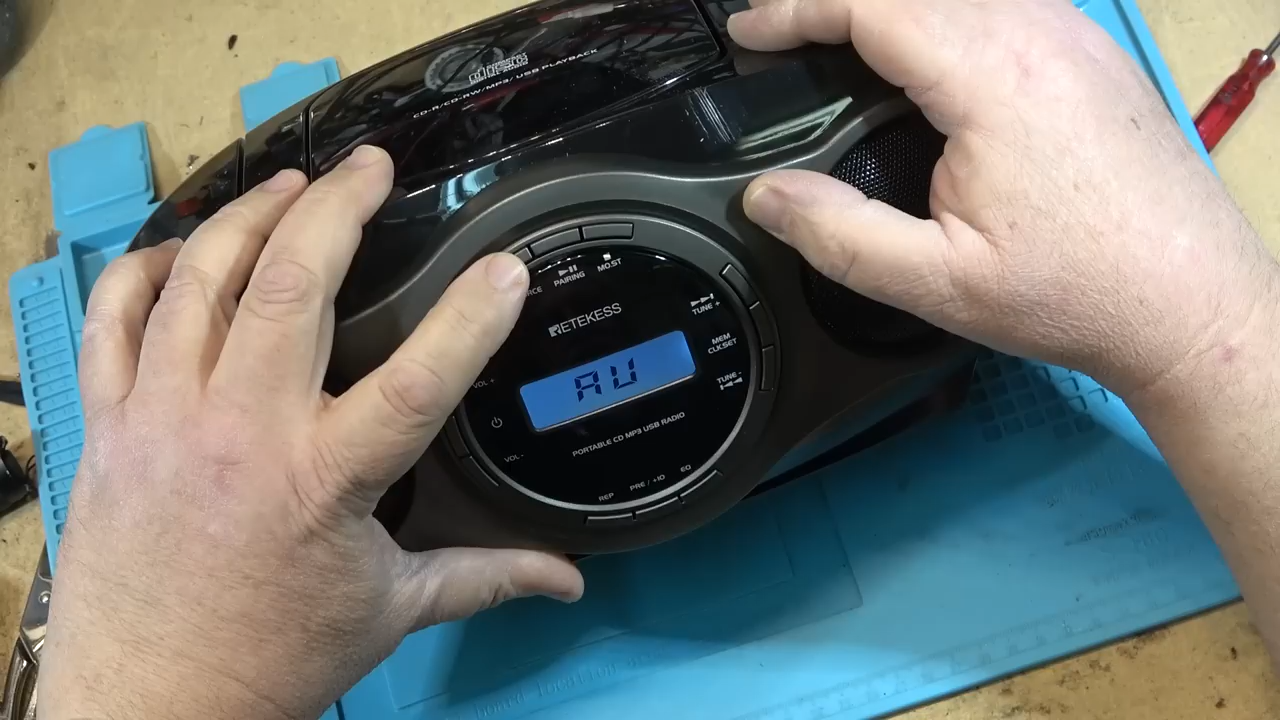 CD-R/CD-RW/MP3/ USB PLAYBACK
PAIRING
MO.ST
RETEKESS
TUNE +
MEM
CLK.SET
TUNE -
VOL +
AU
VOL -
PORTABLE CD MP3 USB RADIO
REP
PRE / +10
EQ